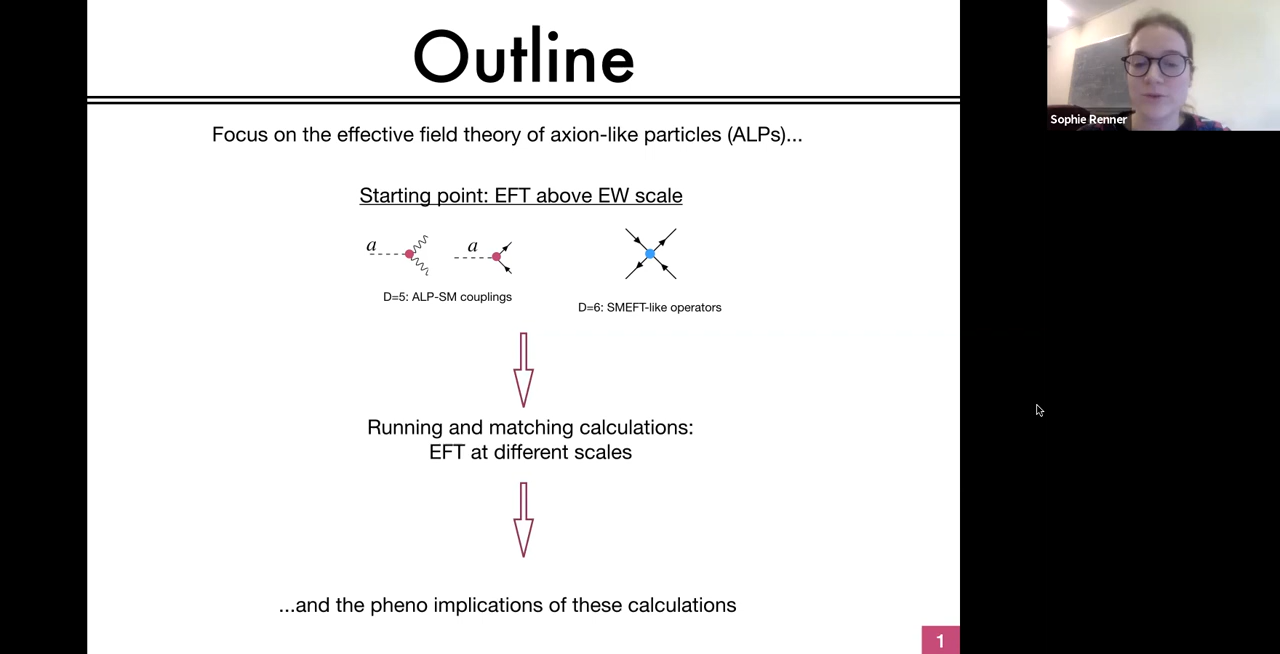 Outline
Focus on the effective field theory of axion-like particles (ALPs)...
Starting point: EFT above EW scale
a
a
D=5: ALP-SM couplings
D=6: SMEFT-like operators
Running and matching calculations:
EFT at different scales
...and the pheno implications of these calculations
1
Sophie Renner